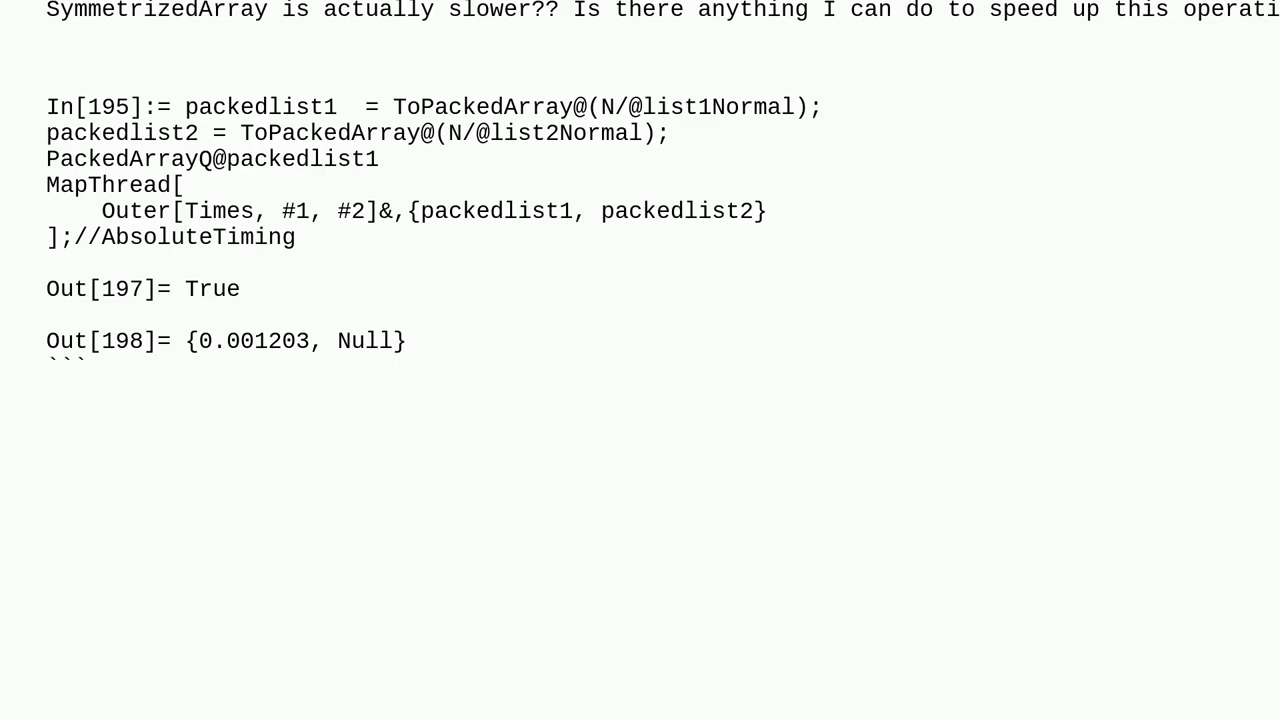 SymmetrizedArray is actually slower?? Is there anything I can do to speed up this operati
In[195]:= packedlist1  = ToPackedArray@(N/@list1Normal);
packedlist2 = ToPackedArray@(N/@list2Normal);
PackedArrayQ@packedlist1
MapThread[
    Outer[Times, #1, #2]&,{packedlist1, packedlist2}
];//AbsoluteTiming
Out[197]= True
Out[198]= {0.001203, Null}
```